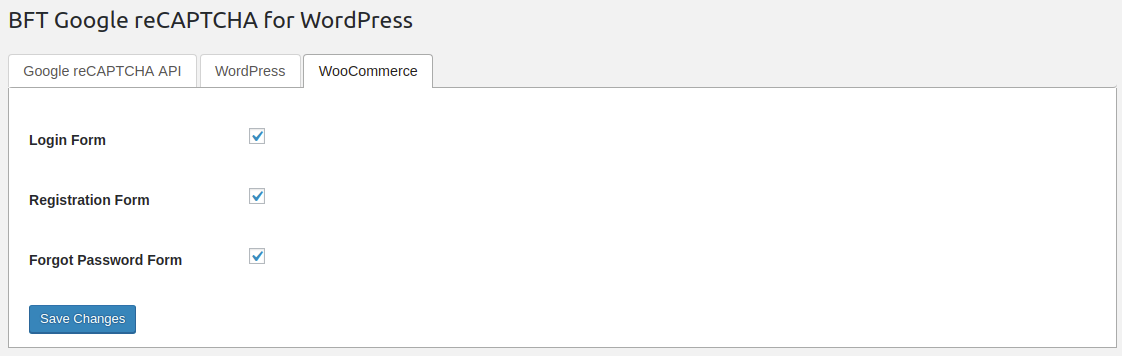 BFT Google reCAPTCHA for WordPress
Google reCAPTCHA API WordPress WooCommerce
Login Form
Registration Form
Forgot Password Form
Save Changes